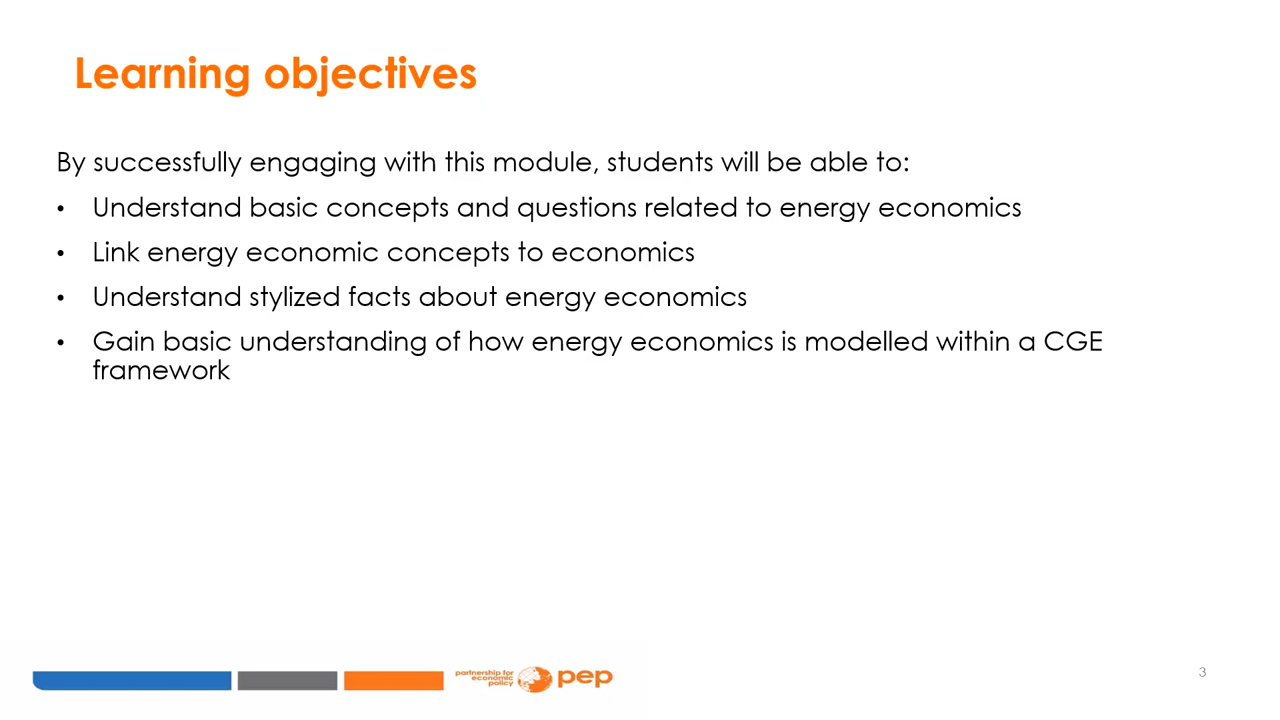 Learning objectives
By successfully engaging with this module, students will be able to:
• Understand basic concepts and questions related to energy economics
• Link energy economic concepts to economics
• Understand stylized facts about energy economics
• Gain basic understanding of how energy economics is modelled within a CGE
framework
partnership for
economic
policy
pep
3